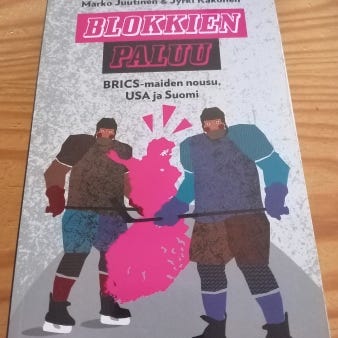 Marko Juutinen & Jyrki Käkönen
BLOKKIEN
PALUU
BRICS-maiden nousu,
USA ja Suomi